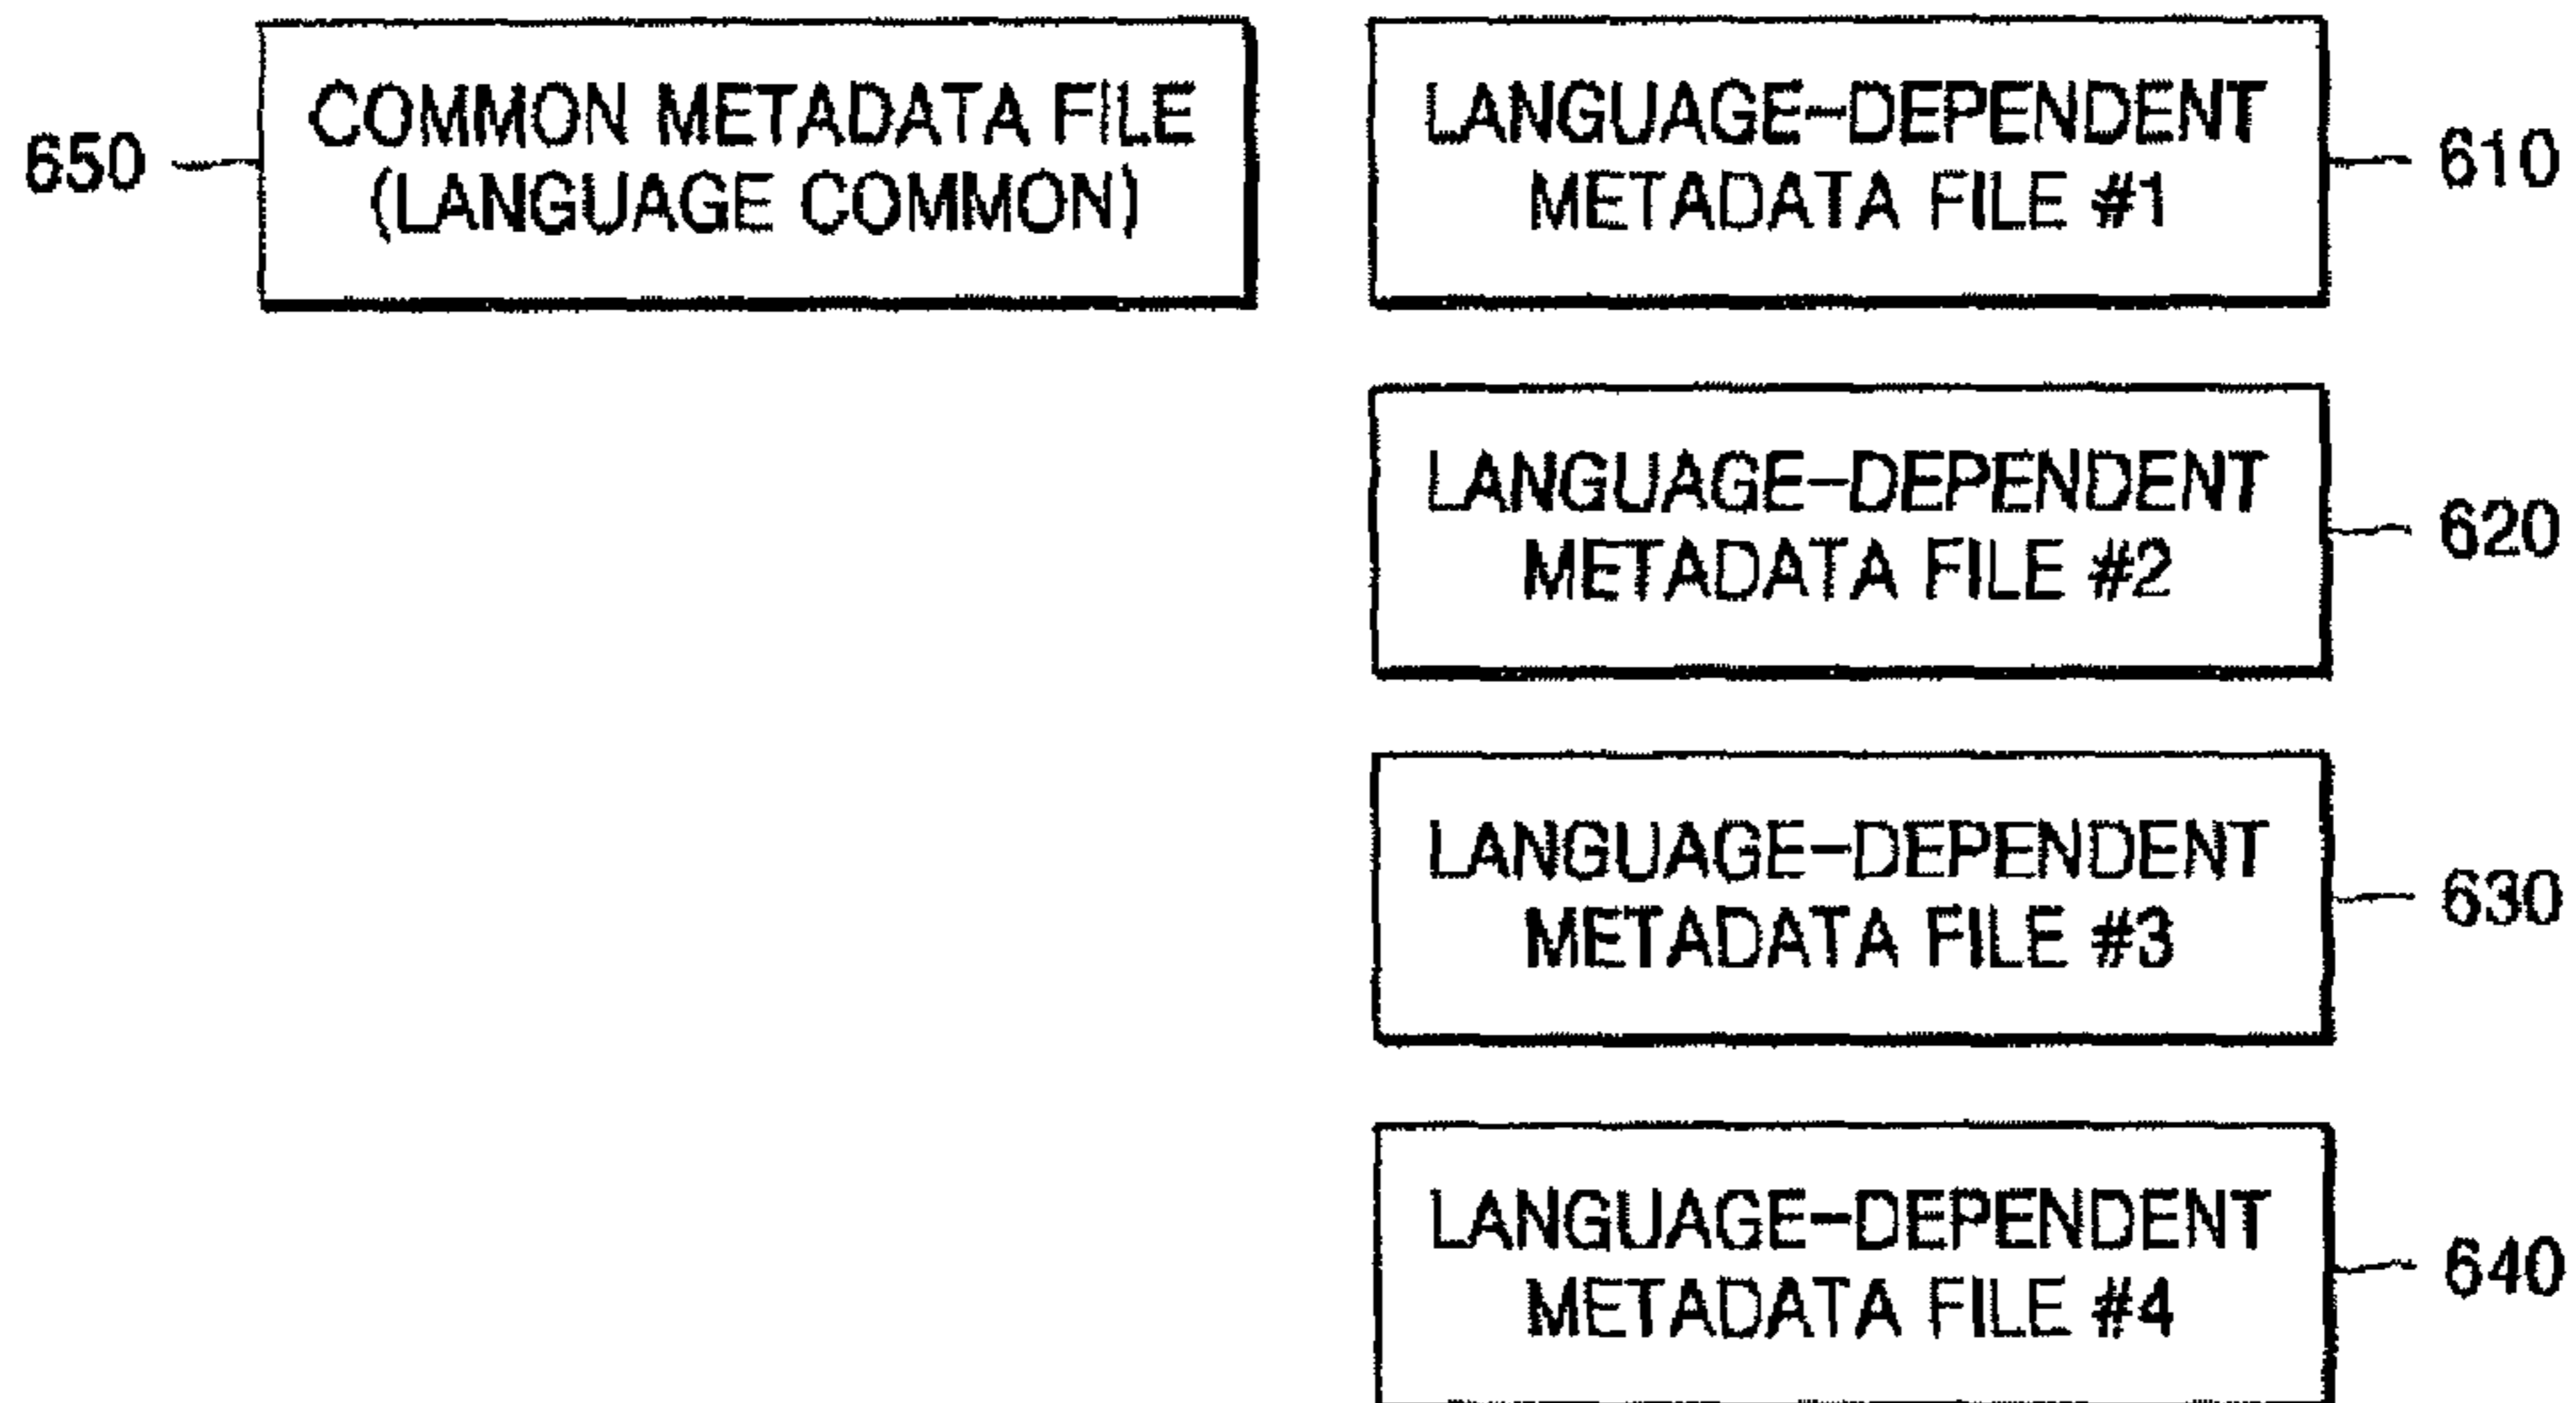 650
COMMON METADATA FILE
(LANGUAGE COMMON)
LANGUAGE-DEPENDENT
METADATA FILE #1
610
LANGUAGE-DEPENDENT
METADATA FILE #2
620
LANGUAGE-DEPENDENT
METADATA FILE #3
630
LANGUAGE-DEPENDENT
METADATA FILE #4
640